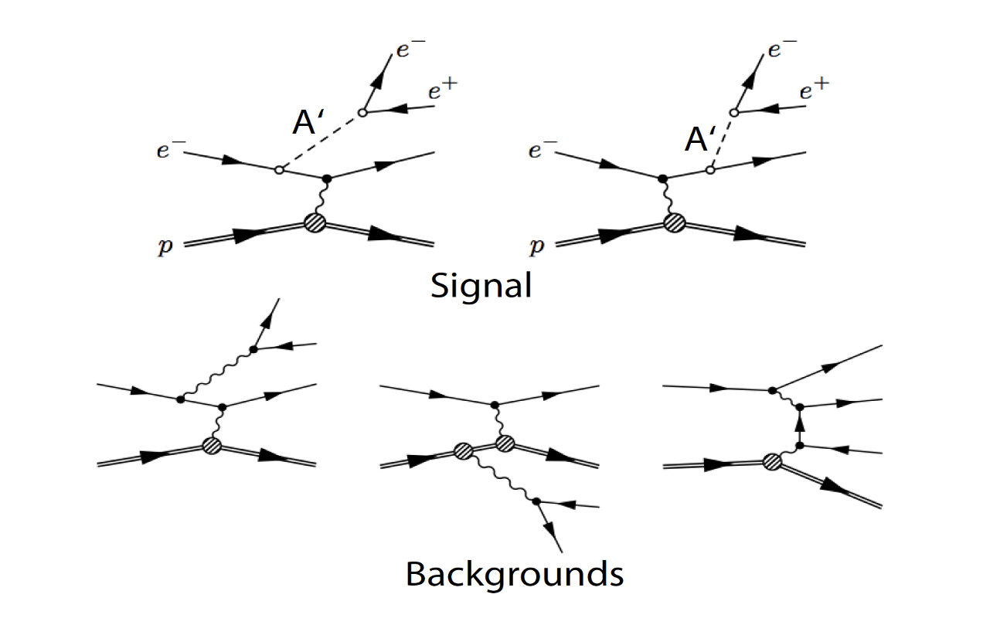 e⁻ e⁻
e⁺ e⁺
A‘ A‘
e⁻ e⁻
p p
Signal
Backgrounds